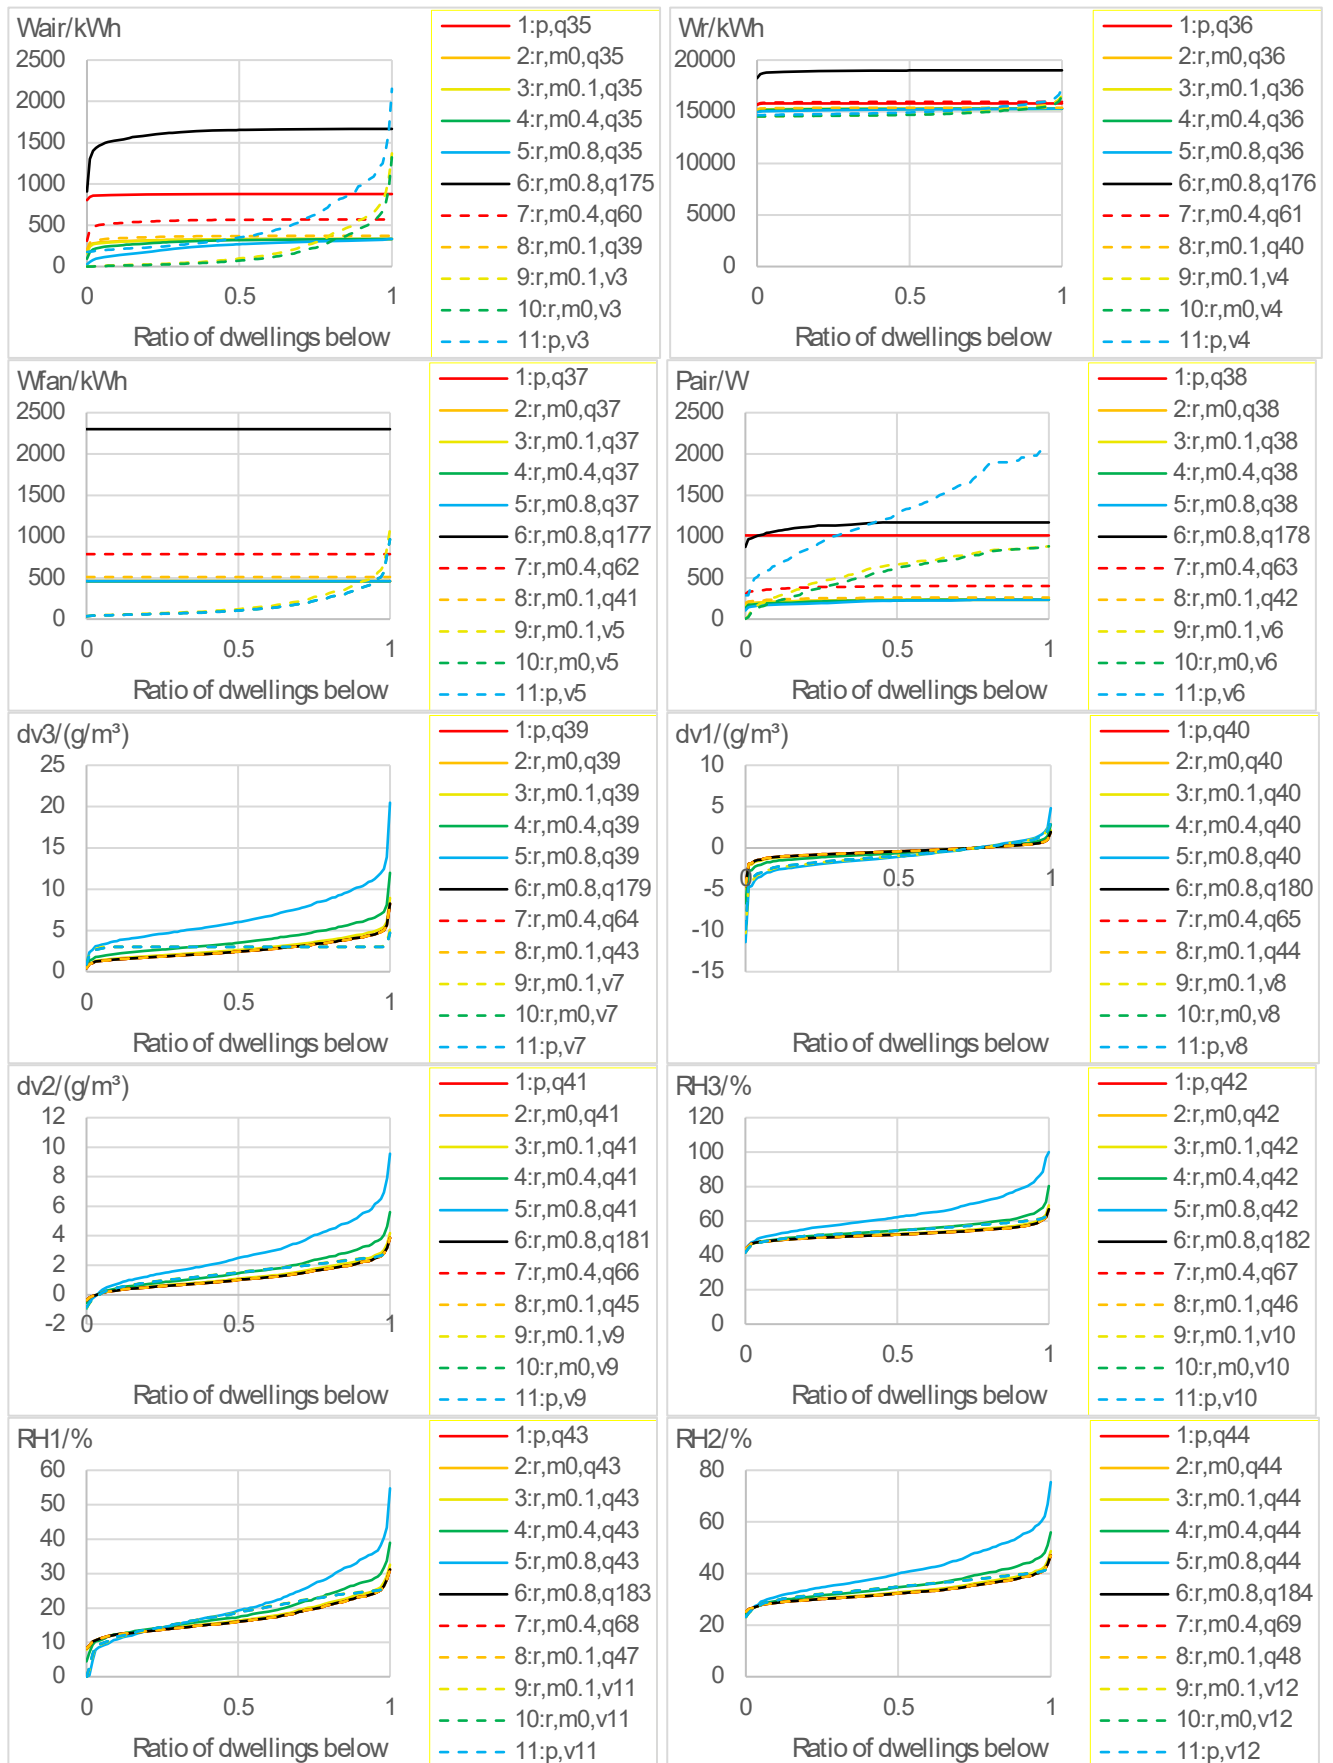 Wair/kWh
2500
2000
1500
1000
500
0
0
0.5
1
Ratio of dwellings below
1:p,q35
2:r,m0,q35
3:r,m0.1,q35
4:r,m0.4,q35
5:r,m0.8,q35
6:r,m0.8,q175
7:r,m0.4,q60
8:r,m0.1,q39
9:r,m0.1,v3
10:r,m0,v3
11:p,v3
Wr/kWh
20000
15000
10000
5000
0
0
0.5
1
Ratio of dwellings below
1:p,q36
2:r,m0,q36
3:r,m0.1,q36
4:r,m0.4,q36
5:r,m0.8,q36
6:r,m0.8,q176
7:r,m0.4,q61
8:r,m0.1,q40
9:r,m0.1,v4
10:r,m0,v4
11:p,v4
Wfan/kWh
2500
2000
1500
1000
500
0
0
0.5
1
Ratio of dwellings below
1:p,q37
2:r,m0,q37
3:r,m0.1,q37
4:r,m0.4,q37
5:r,m0.8,q37
6:r,m0.8,q177
7:r,m0.4,q62
8:r,m0.1,q41
9:r,m0.1,v5
10:r,m0,v5
11:p,v5
Pair/W
2500
2000
1500
1000
500
0
0
0.5
1
Ratio of dwellings below
1:p,q38
2:r,m0,q38
3:r,m0.1,q38
4:r,m0.4,q38
5:r,m0.8,q38
6:r,m0.8,q178
7:r,m0.4,q63
8:r,m0.1,q42
9:r,m0.1,v6
10:r,m0,v6
11:p,v6
dv3/(g/m³)
25
20
15
10
5
0
0
0.5
1
Ratio of dwellings below
1:p,q39
2:r,m0,q39
3:r,m0.1,q39
4:r,m0.4,q39
5:r,m0.8,q39
6:r,m0.8,q179
7:r,m0.4,q64
8:r,m0.1,q43
9:r,m0.1,v7
10:r,m0,v7
11:p,v7
dv1/(g/m³)
10
5
0
-5
-10
-15
0
0.5
1
Ratio of dwellings below
1:p,q40
2:r,m0,q40
3:r,m0.1,q40
4:r,m0.4,q40
5:r,m0.8,q40
6:r,m0.8,q180
7:r,m0.4,q65
8:r,m0.1,q44
9:r,m0.1,v8
10:r,m0,v8
11:p,v8
dv2/(g/m³)
12
10
8
6
4
2
0
-2
0
0.5
1
Ratio of dwellings below
1:p,q41
2:r,m0,q41
3:r,m0.1,q41
4:r,m0.4,q41
5:r,m0.8,q41
6:r,m0.8,q181
7:r,m0.4,q66
8:r,m0.1,q45
9:r,m0.1,v9
10:r,m0,v9
11:p,v9
RH3/%
120
100
80
60
40
20
0
0
0.5
1
Ratio of dwellings below
1:p,q42
2:r,m0,q42
3:r,m0.1,q42
4:r,m0.4,q42
5:r,m0.8,q42
6:r,m0.8,q182
7:r,m0.4,q67
8:r,m0.1,q46
9:r,m0.1,v10
10:r,m0,v10
11:p,v10
RH1/%
60
50
40
30
20
10
0
0
0.5
1
Ratio of dwellings below
1:p,q43
2:r,m0,q43
3:r,m0.1,q43
4:r,m0.4,q43
5:r,m0.8,q43
6:r,m0.8,q183
7:r,m0.4,q68
8:r,m0.1,q47
9:r,m0.1,v11
10:r,m0,v11
11:p,v11
RH2/%
80
60
40
20
0
0
0.5
1
Ratio of dwellings below
1:p,q44
2:r,m0,q44
3:r,m0.1,q44
4:r,m0.4,q44
5:r,m0.8,q44
6:r,m0.8,q184
7:r,m0.4,q69
8:r,m0.1,q48
9:r,m0.1,v12
10:r,m0,v12
11:p,v12